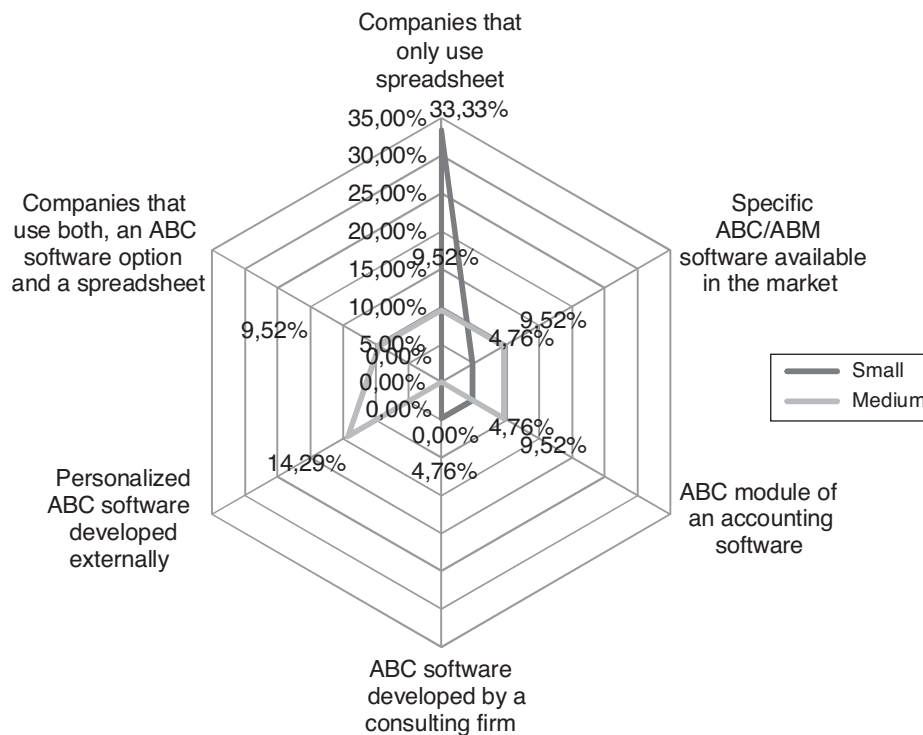 Companies that
only use
spreadsheet
35,00%
33,33%
30,00%
25,00%
20,00%
15,00%
10,00%
5,00%
0,00%
9,52%
Specific
ABC/ABM
software available
in the market
9,52%
4,76%
ABC module of
an accounting
software
4,76%
9,52%
ABC software
developed by a
consulting firm
0,00%
4,76%
Personalized
ABC software
developed
externally
0,00%
14,29%
Companies that
use both, an ABC
software option
and a spreadsheet
0,00%
9,52%
Small
Medium